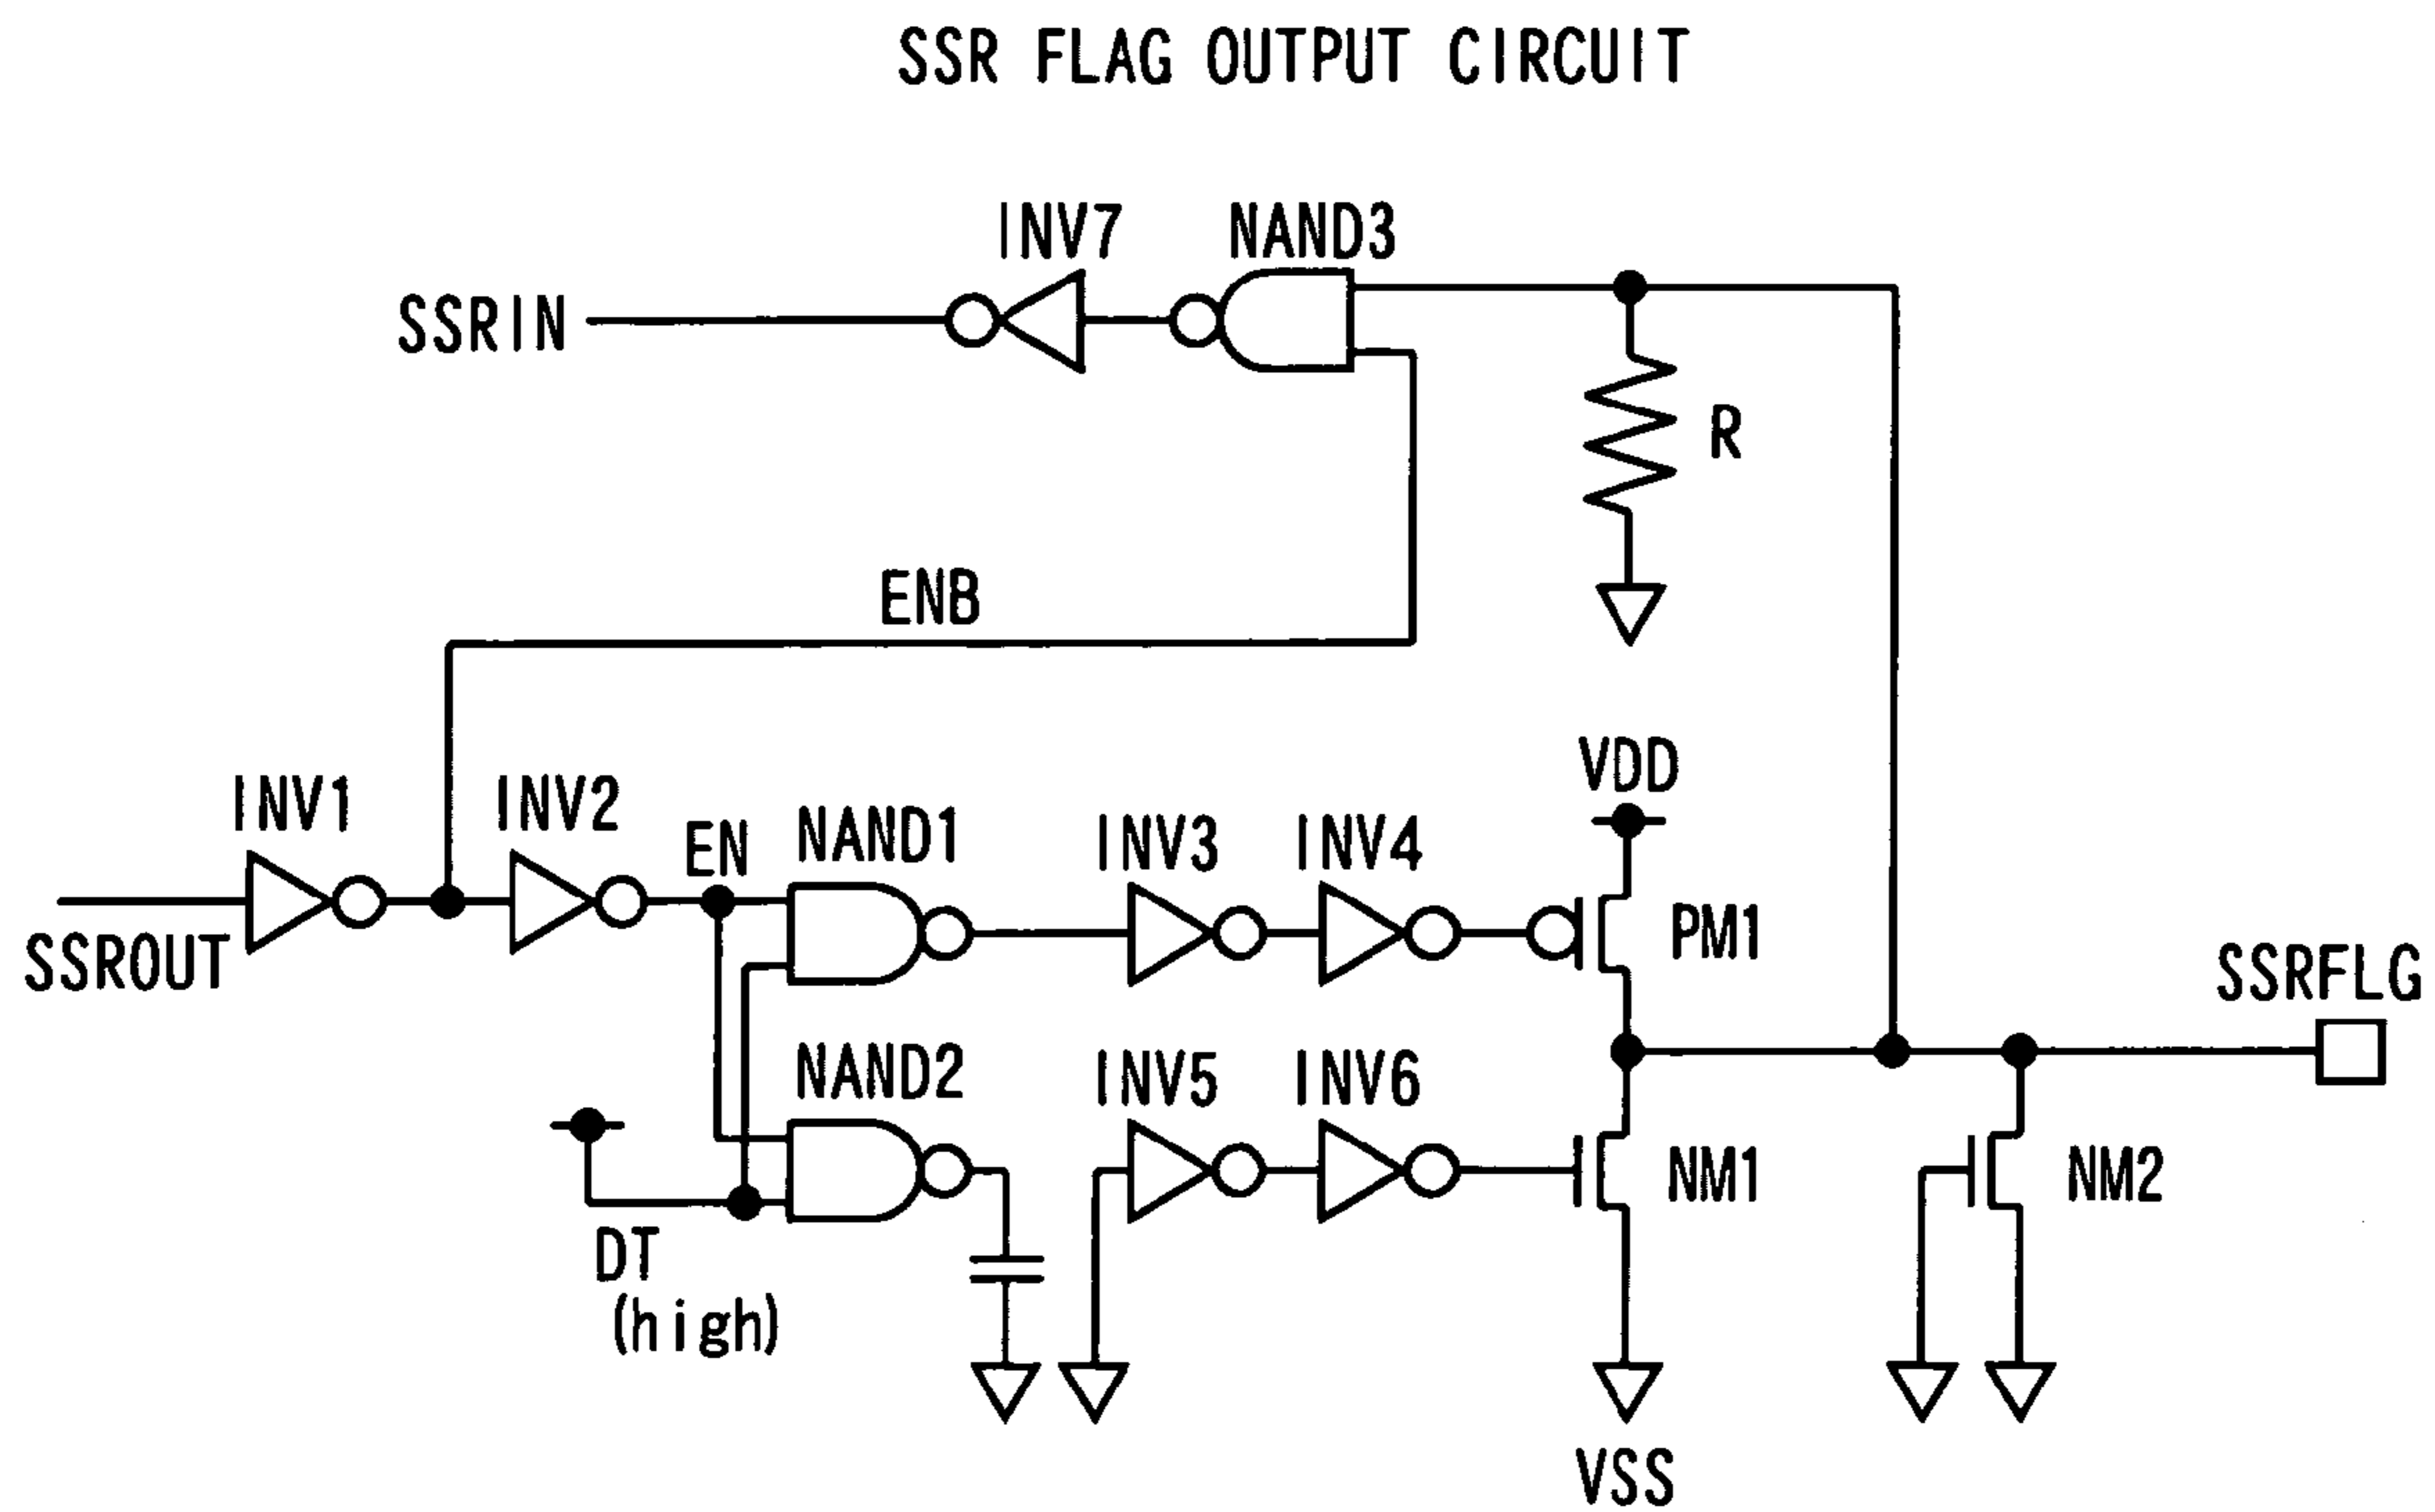 SSR FLAG OUTPUT CIRCUIT
INV7
NAND3
SSRIN
R
ENB
VDD
INV1
INV2
EN
NAND1
INV3
INV4
PM1
SSROUT
SSRFLG
NAND2
INV5
INV6
NM1
NM2
DT
(high)
VSS